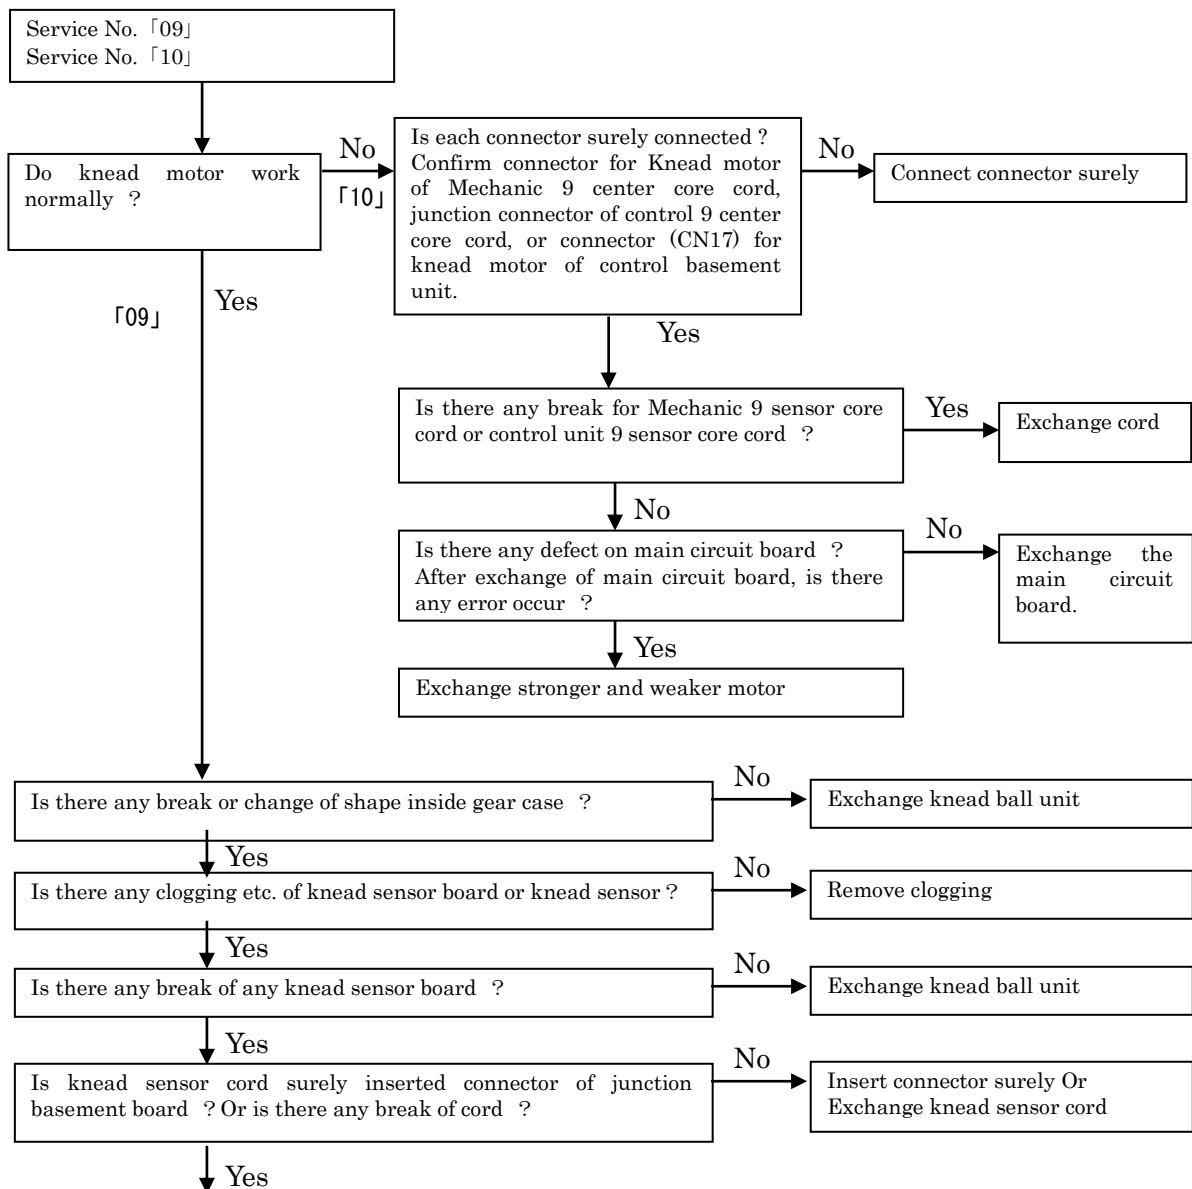 Service No.「09」
Service No.「10」
Do knead motor work
normally ?
No
「10」
Is each connector surely connected ?
Confirm connector for Knead motor
of Mechanic 9 center core cord,
junction connector of control 9 center
core cord, or connector (CN17) for
knead motor of control basement
unit.
No
Connect connector surely
Yes
「09」
Yes
Is there any break for Mechanic 9 sensor core
cord or control unit 9 sensor core cord ?
Yes
Exchange cord
No
Is there any defect on main circuit board ?
After exchange of main circuit board, is there
any error occur ?
No
Exchange the
main circuit
board.
Yes
Exchange stronger and weaker motor
Is there any break or change of shape inside gear case ?
No
Exchange knead ball unit
Yes
Is there any clogging etc. of knead sensor board or knead sensor ?
No
Remove clogging
Yes
Is there any break of any knead sensor board ?
No
Exchange knead ball unit
Yes
Is knead sensor cord surely inserted connector of junction
basement board ? Or is there any break of cord ?
No
Insert connector surely Or
Exchange knead sensor cord
Yes